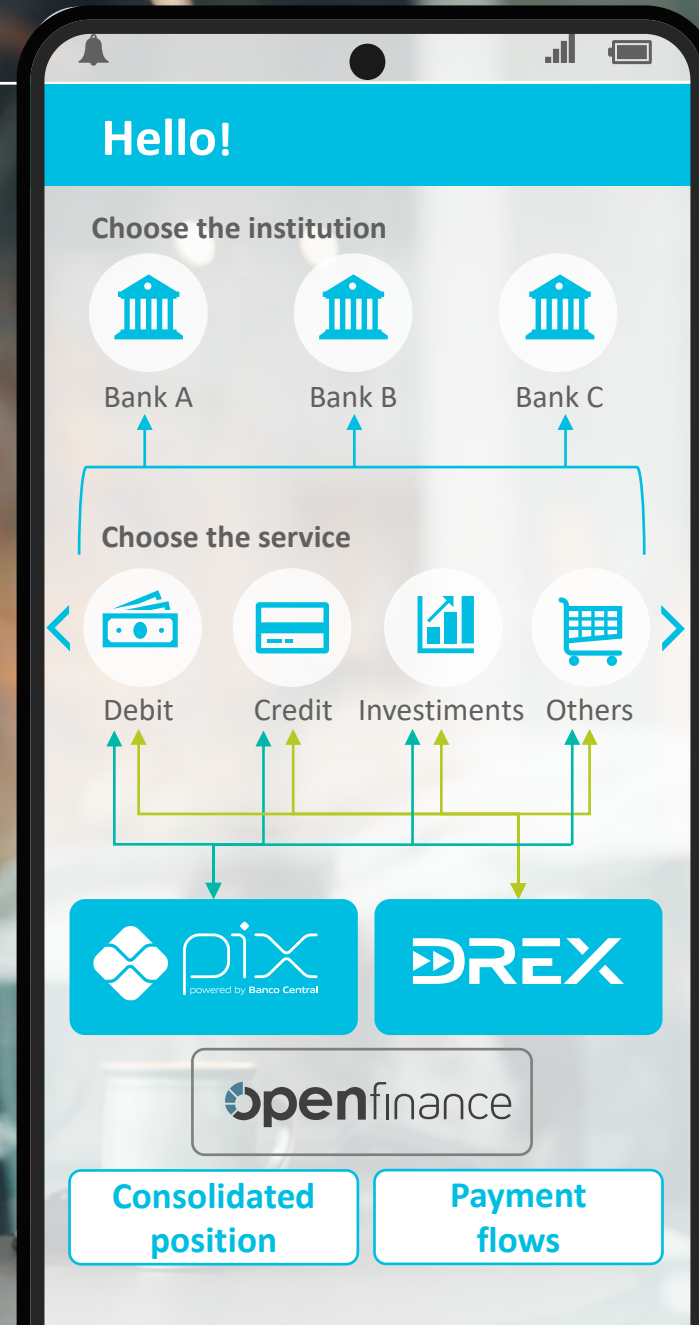 Hello!
Choose the institution
Bank A Bank B Bank C
Choose the service
Debit Credit Investiments Others
pix
powered by Banco Central
DREX
openfinance
Consolidated
position
Payment
flows